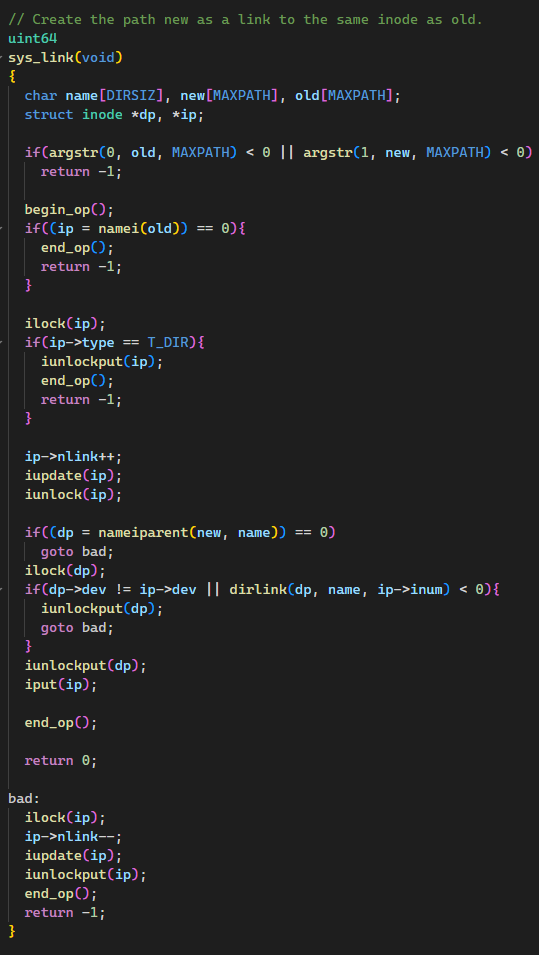 // Create the path new as a link to the same inode as old.
uint64
sys_link(void)
{
  char name[DIRSIZ], new[MAXPATH], old[MAXPATH];
  struct inode *dp, *ip;

  if(argstr(0, old, MAXPATH) < 0 || argstr(1, new, MAXPATH) < 0)
    return -1;

  begin_op();
  if((ip = namei(old)) == 0){
    end_op();
    return -1;
  }

  ilock(ip);
  if(ip->type == T_DIR){
    iunlockput(ip);
    end_op();
    return -1;
  }

  ip->nlink++;
  iupdate(ip);
  iunlock(ip);

  if((dp = nameiparent(new, name)) == 0)
    goto bad;
  ilock(dp);
  if(dp->dev != ip->dev || dirlink(dp, name, ip->inum) < 0){
    iunlockput(dp);
    goto bad;
  }
  iunlockput(dp);
  iput(ip);

  end_op();

  return 0;

bad:
  ilock(ip);
  ip->nlink--;
  iupdate(ip);
  iunlockput(ip);
  end_op();
  return -1;
}